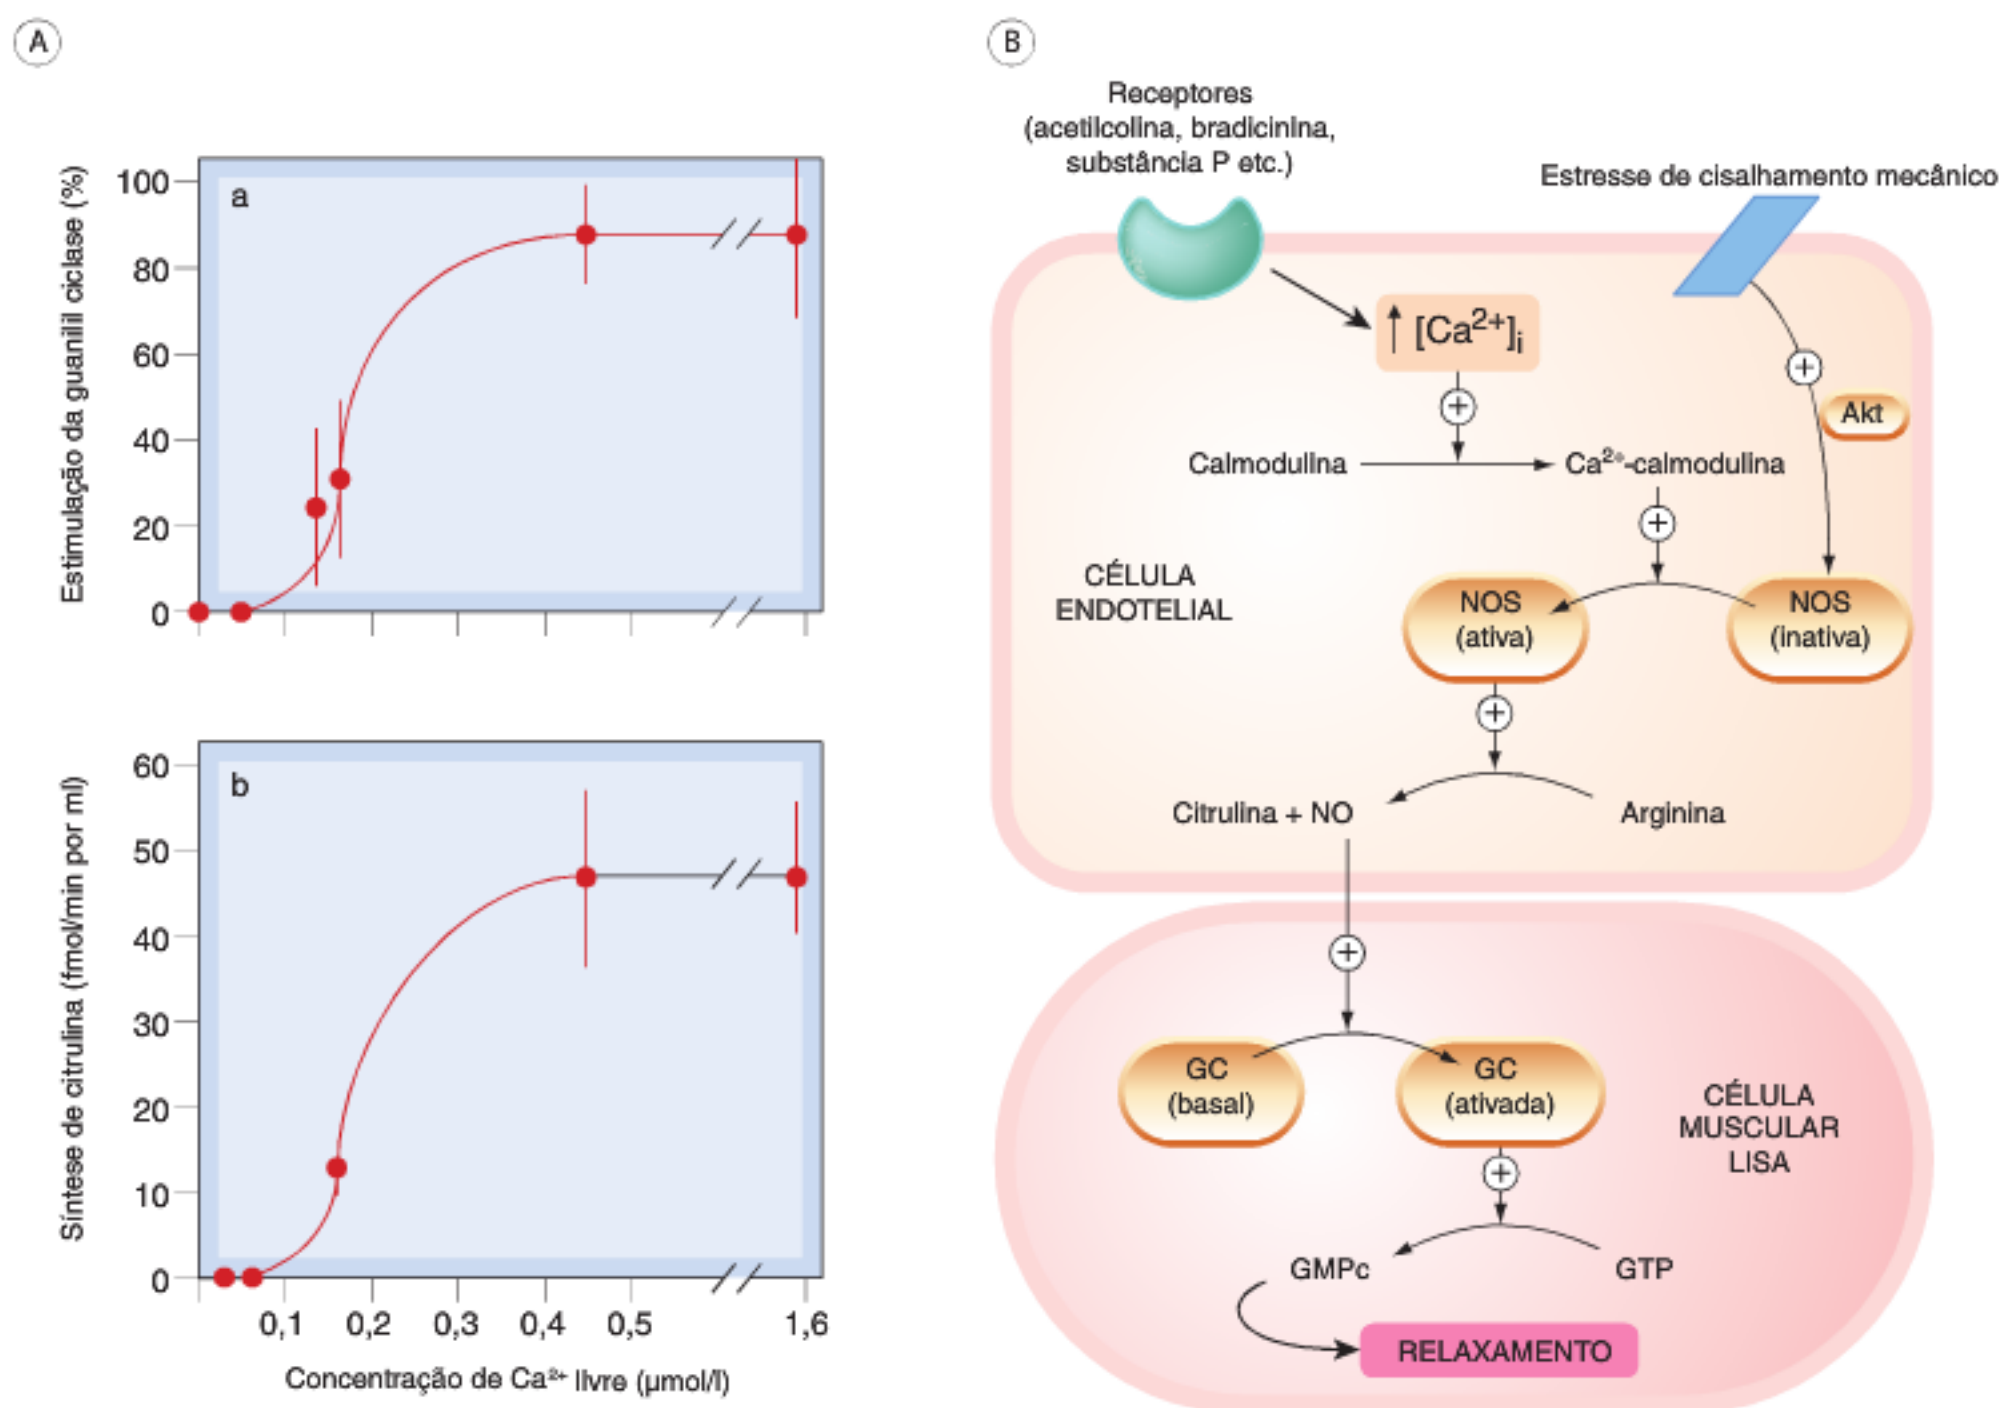 A
Estimulação da guanilil ciclase (%)
a
100
80
60
40
20
0
Síntese de citrulina (fmol/min por ml)
b
60
50
40
30
20
10
0
0,1 0,2 0,3 0,4 0,5 1,6
Concentração de Ca²⁺ livre (µmol/l)
B
Receptores
(acetilcolina, bradicinina,
substância P etc.)
Estresse de cisalhamento mecânico
↑ [Ca²⁺]i
+
+
Akt
Calmodulina
Ca²⁺-calmodulina
+
CÉLULA
ENDOTELIAL
NOS
(ativa)
NOS
(inativa)
+
Citrulina + NO
Arginina
+
GC
(basal)
GC
(ativada)
CÉLULA
MUSCULAR
LISA
+
GMPc
GTP
RELAXAMENTO